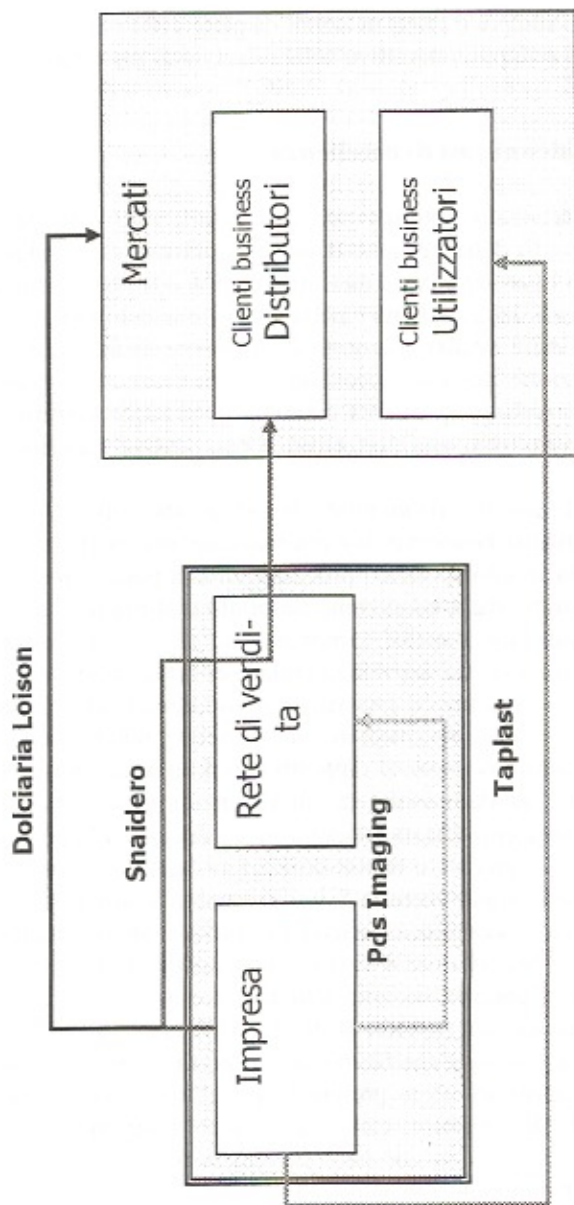 Dolciaria Loison
Snaidero
Mercati
Impresa
Rete di vendi-
ta
Clienti business
Distributori
Pds Imaging
Clienti business
Utilizzatori
Taplast